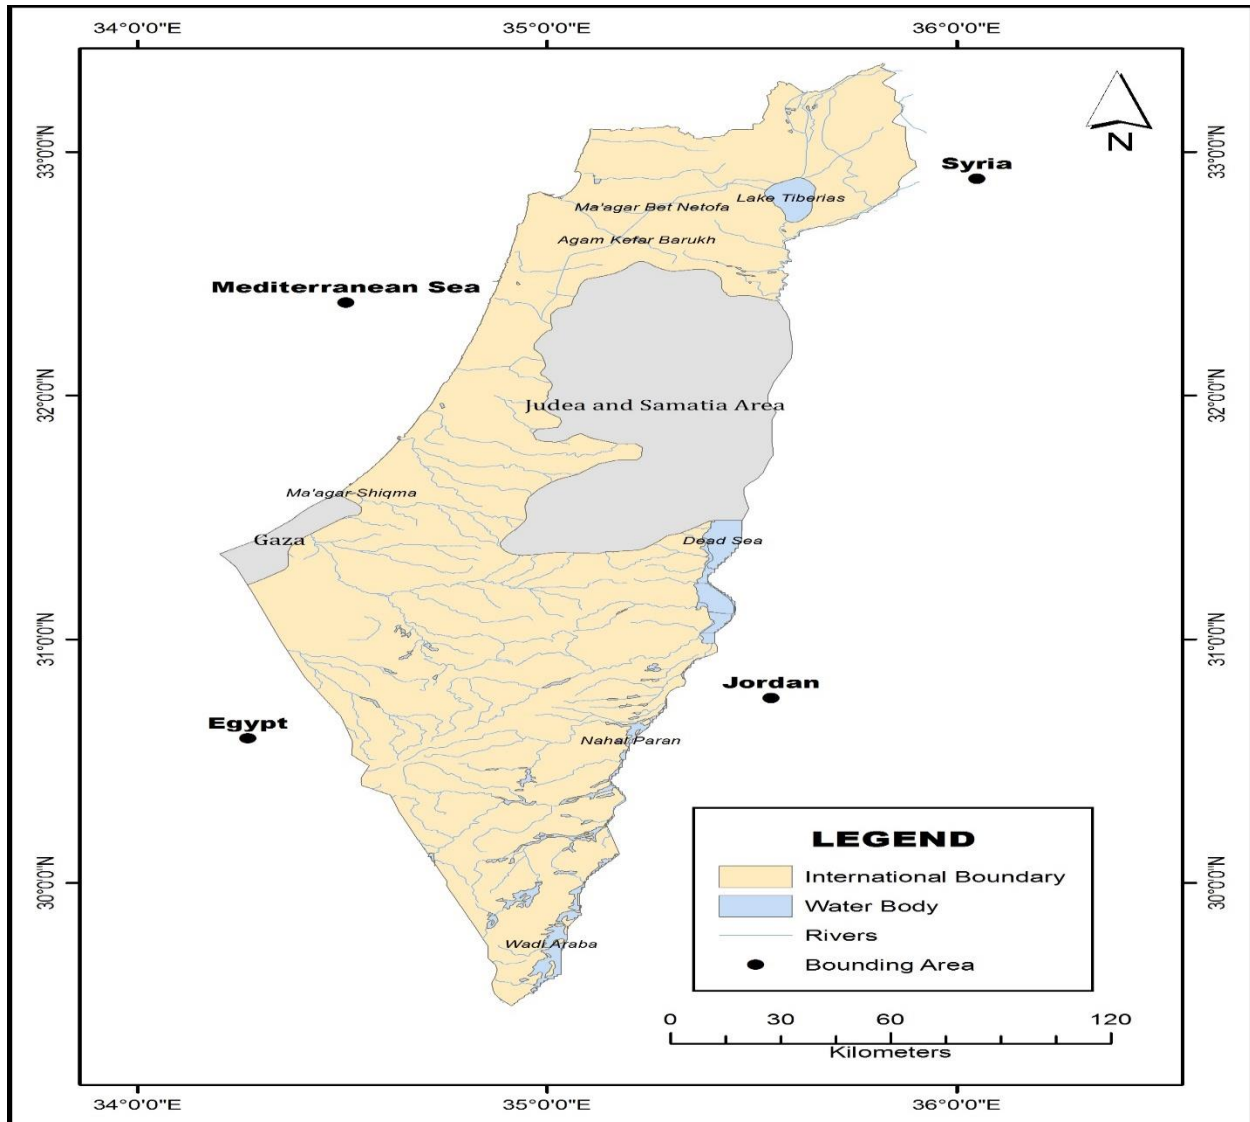 34°0'0"E 35°0'0"E 36°0'0"E
33°0'0"N
33°0'0"N
N
Syria
Lake Tiberias
Ma'agar Bet Netofa
Agam Kefar Barukh
Mediterranean Sea
32°0'0"N
32°0'0"N
Judea and Samatia Area
Ma'agar Shiqma
Gaza
Dead Sea
31°0'0"N
31°0'0"N
Jordan
Egypt
Nahal Paran
LEGEND
International Boundary
Water Body
Rivers
Bounding Area
30°0'0"N
30°0'0"N
Wadi Araba
0 30 60 120
Kilometers
34°0'0"E 35°0'0"E 36°0'0"E